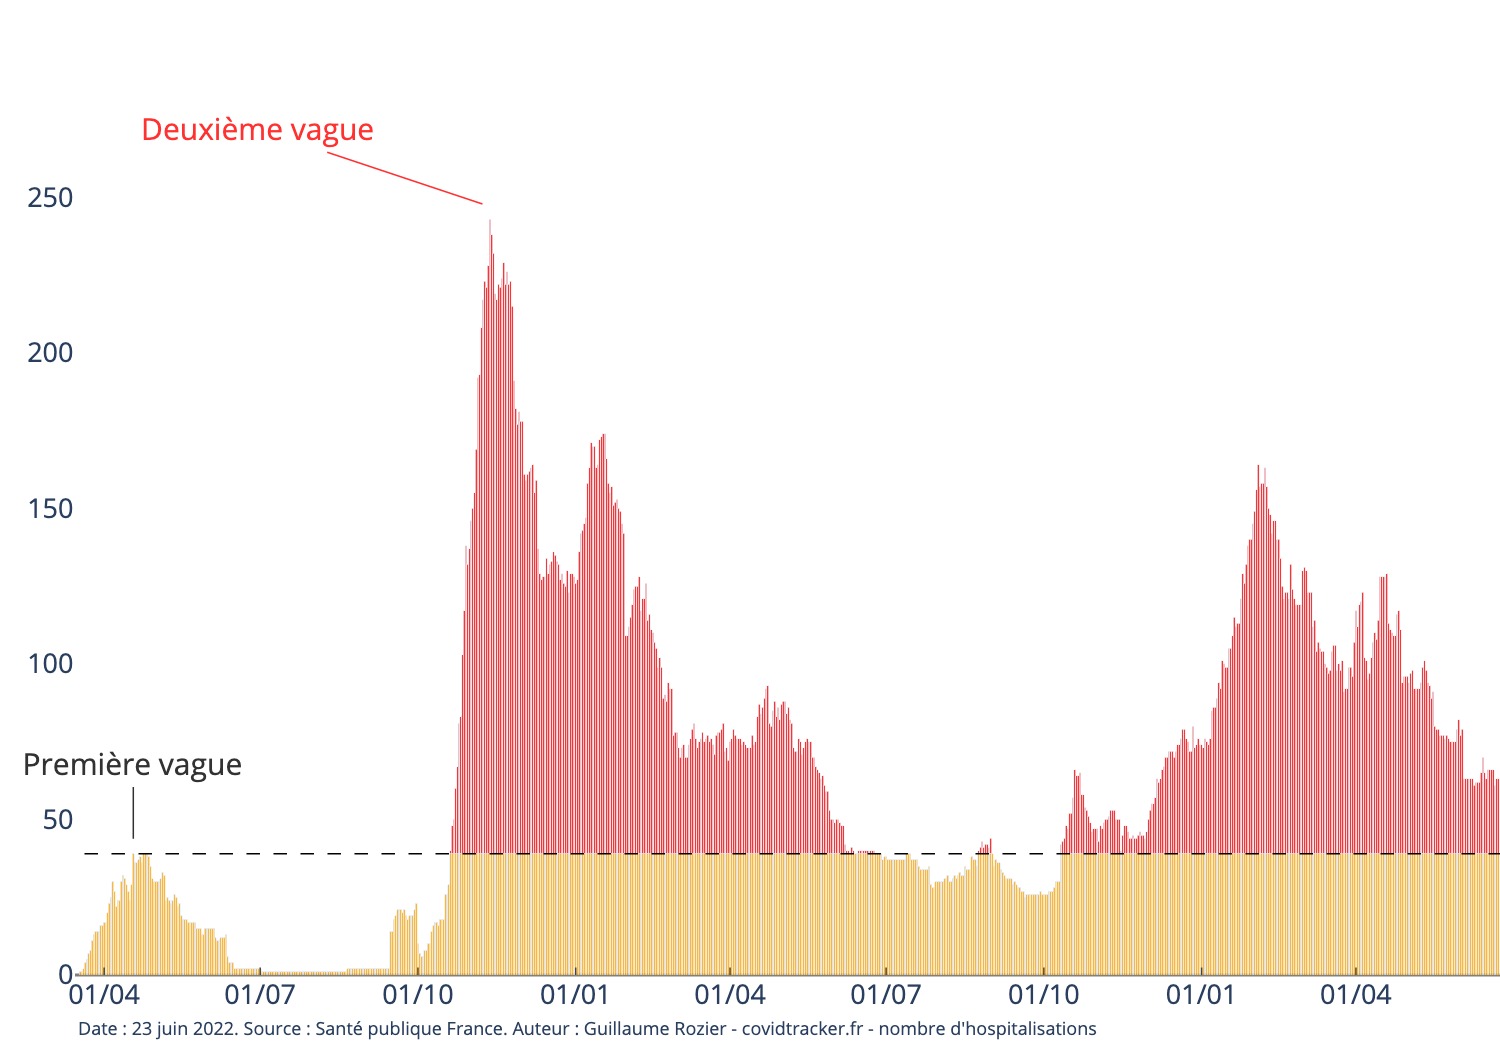 Deuxième vague
250
200
150
100
Première vague
50
0
01/04 01/07 01/10 01/01 01/04 01/07 01/10 01/01 01/04
Date : 23 juin 2022. Source : Santé publique France. Auteur : Guillaume Rozier - covidtracker.fr - nombre d'hospitalisations